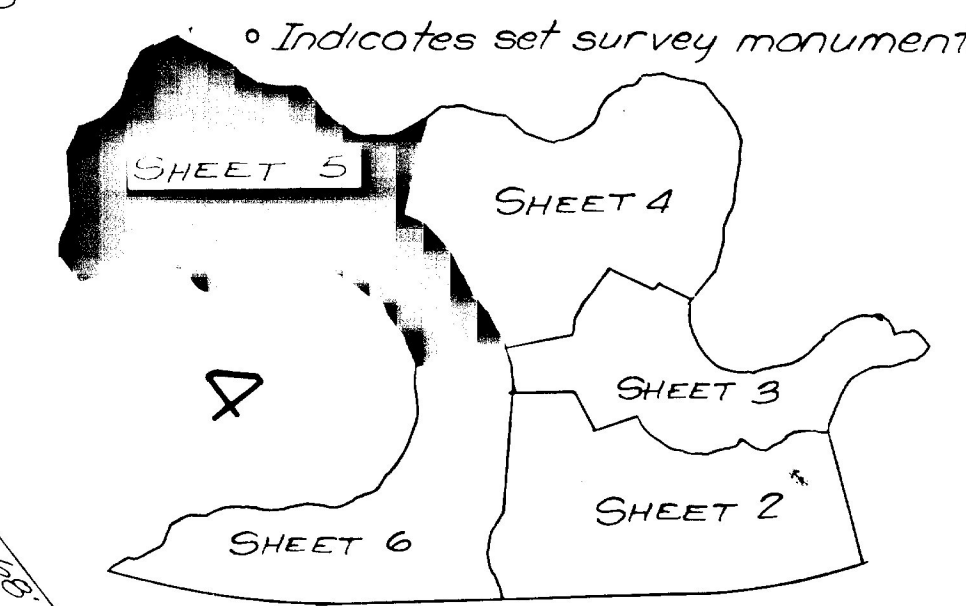 o Indicates set survey monument
SHEET 5
SHEET 4
SHEET 3
SHEET 2
SHEET 6